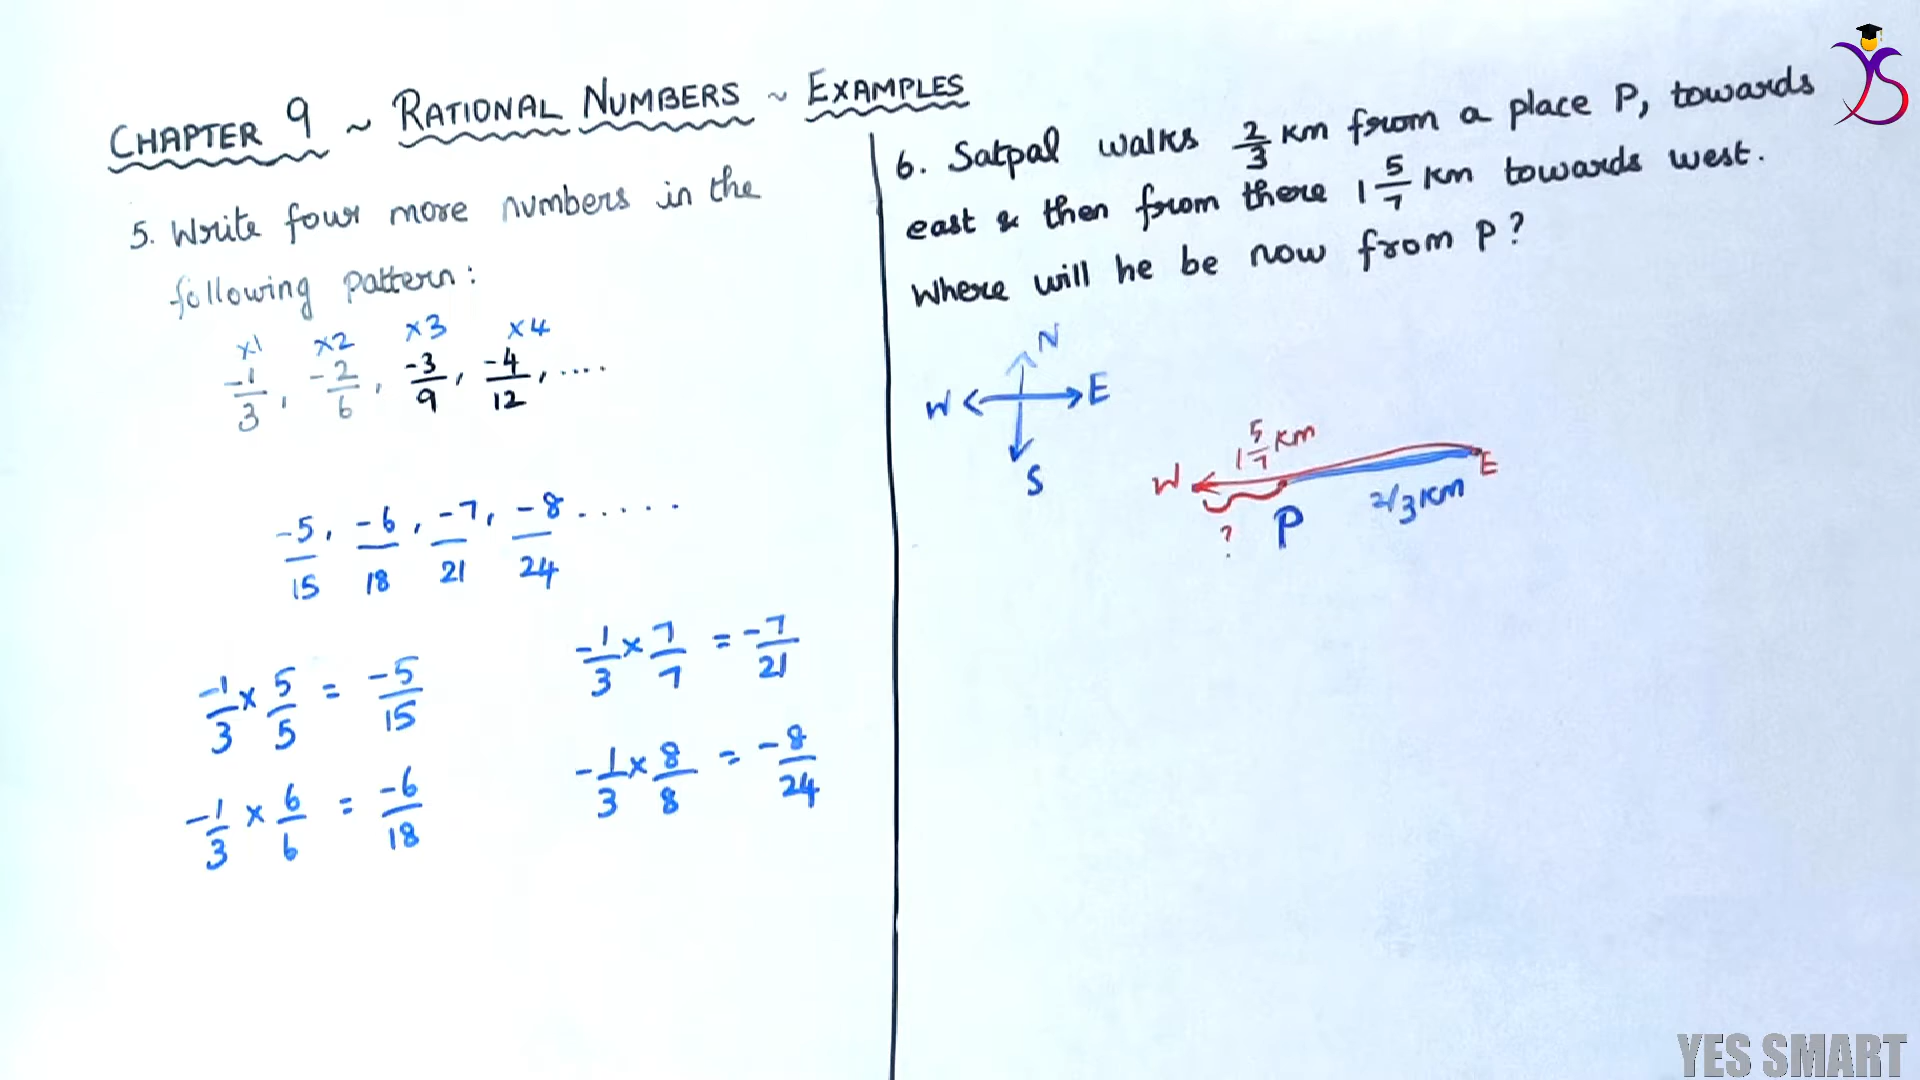 CHAPTER 9 ~ RATIONAL NUMBERS ~ EXAMPLES
5. Write four more numbers in the
following pattern:
×1 ×2 ×3 ×4
-1/3, -2/6, -3/9, -4/12, ....
-5/15, -6/18, -7/21, -8/24 .....
-1/3 × 5/5 = -5/15
-1/3 × 6/6 = -6/18
-1/3 × 7/7 = -7/21
-1/3 × 8/8 = -8/24
6. Satpal walks 2/3 km from a place P, towards
east & then from there 1 5/7 km towards west.
Where will he be now from P?
N
W E
S
1 5/7 km
W E
2/3 km
? P
YS
YES SMART